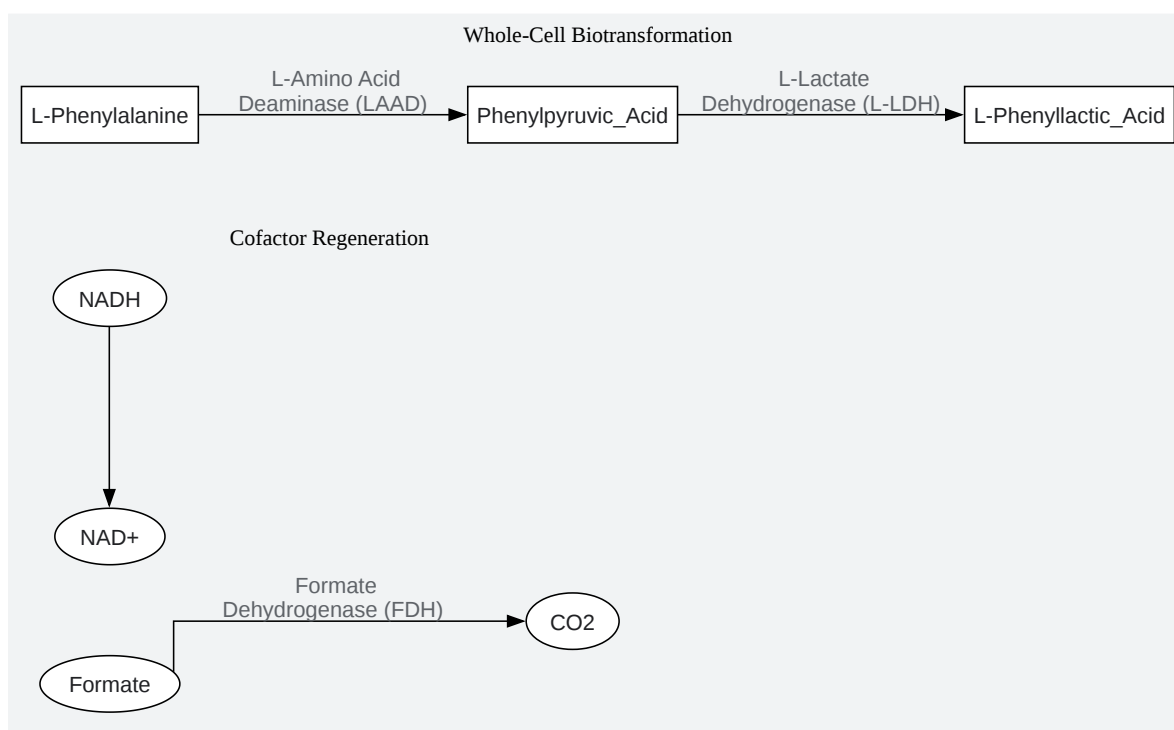 Whole-Cell Biotransformation
L-Amino Acid
Deaminase (LAAD)
L-Lactate
Dehydrogenase (L-LDH)
L-Phenylalanine
Phenylpyruvic_Acid
L-Phenyllactic_Acid
Cofactor Regeneration
NADH
NAD+
Formate
Dehydrogenase (FDH)
CO2
Formate